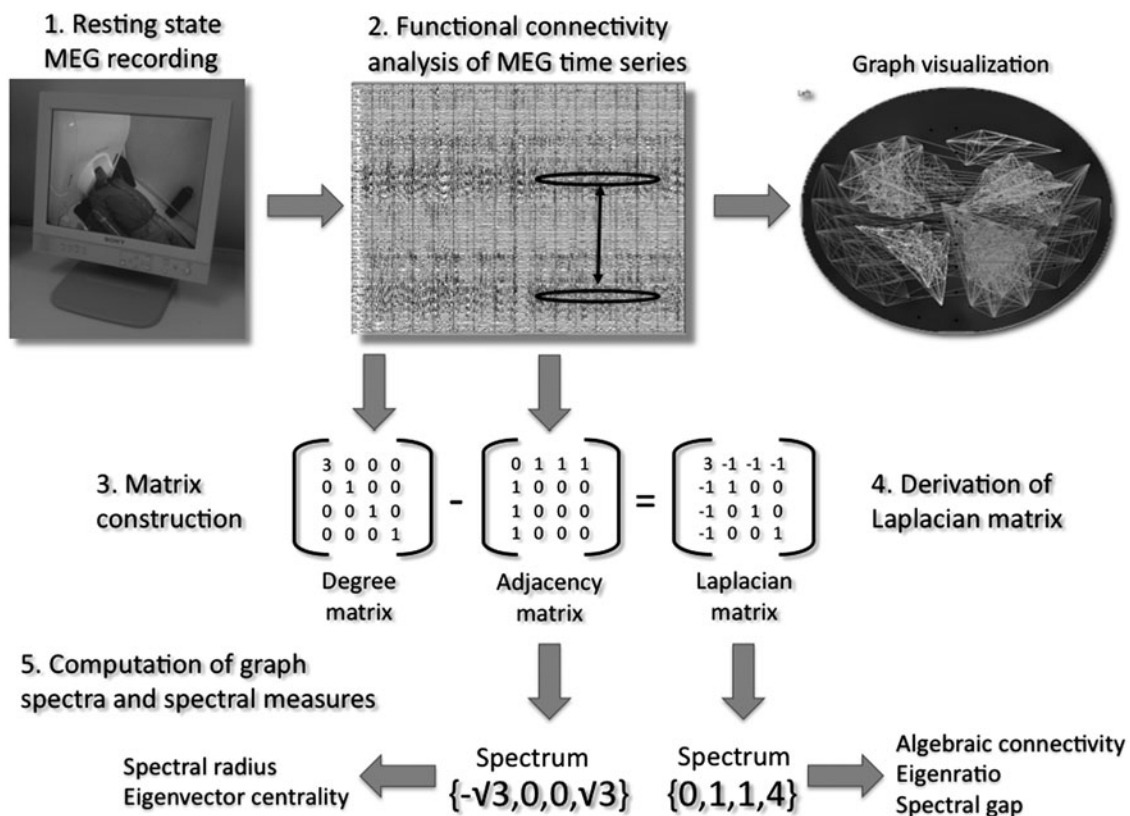 1. Resting state
MEG recording
2. Functional connectivity
analysis of MEG time series
Graph visualization
SONY
3. Matrix
construction
3 0 0 0
0 1 0 0
0 0 1 0
0 0 0 1
-
0 1 1 1
1 0 0 0
1 0 0 0
1 0 0 0
=
3 -1 -1 -1
-1 1 0 0
-1 0 1 0
-1 0 0 1
4. Derivation of
Laplacian matrix
Degree
matrix
Adjacency
matrix
Laplacian
matrix
5. Computation of graph
spectra and spectral measures
Spectral radius
Eigenvector centrality
Spectrum
{-√3,0,0,√3}
Spectrum
{0,1,1,4}
Algebraic connectivity
Eigenratio
Spectral gap